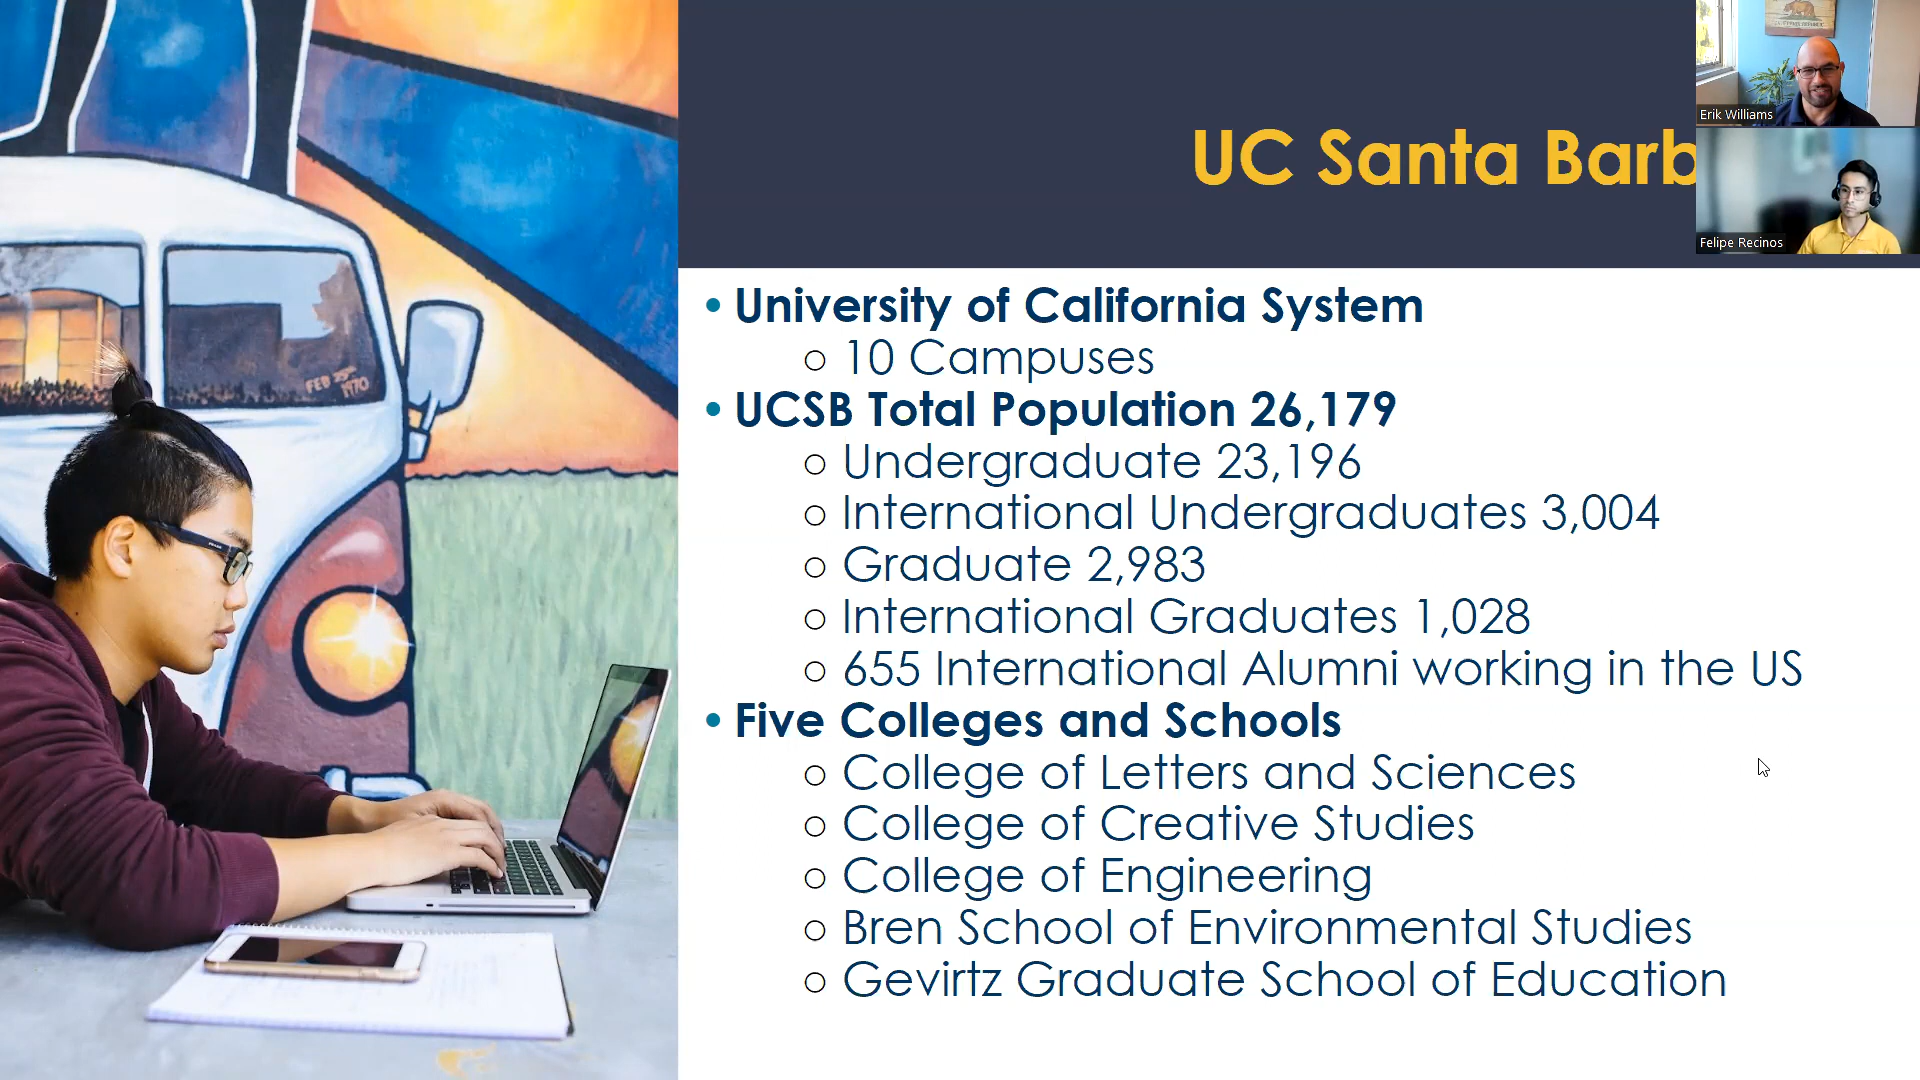 UC Santa Barb
Erik Williams
Felipe Recinos
• University of California System
○ 10 Campuses
• UCSB Total Population 26,179
○ Undergraduate 23,196
○ International Undergraduates 3,004
○ Graduate 2,983
○ International Graduates 1,028
○ 655 International Alumni working in the US
• Five Colleges and Schools
○ College of Letters and Sciences
○ College of Creative Studies
○ College of Engineering
○ Bren School of Environmental Studies
○ Gevirtz Graduate School of Education
FEB 25th
1970